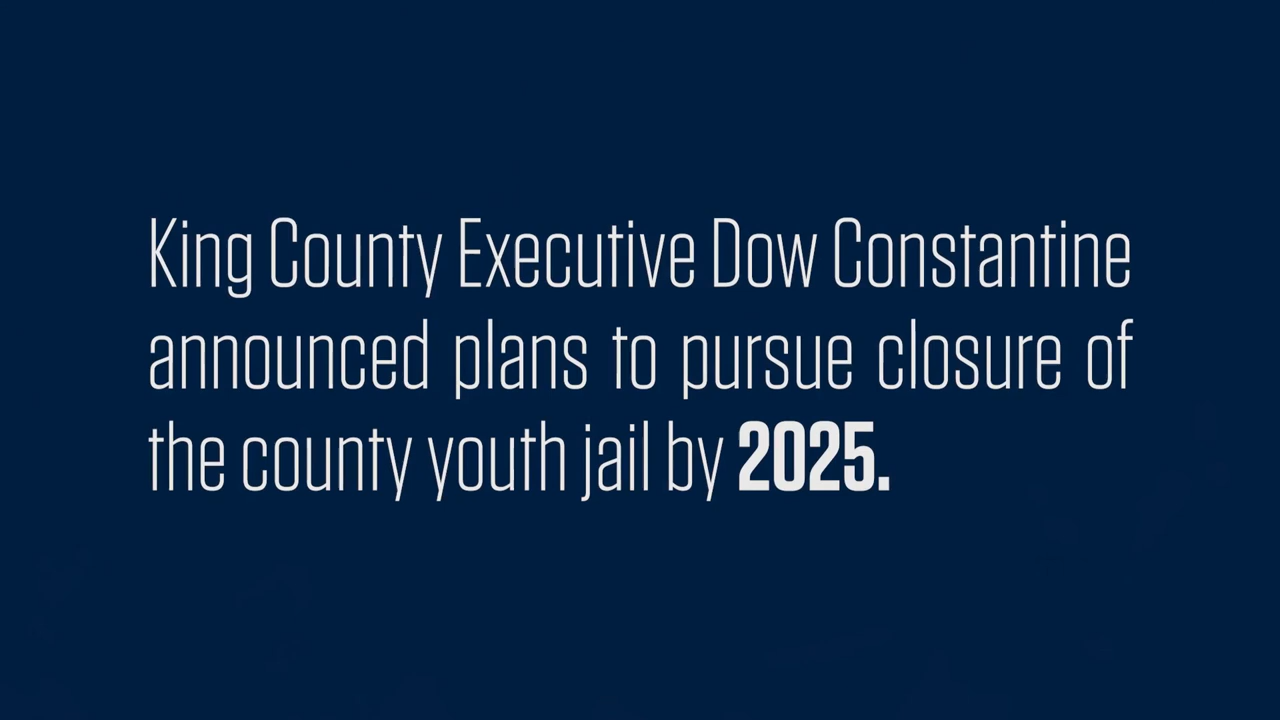 King County Executive Dow Constantine
announced plans to pursue closure of
the county youth jail by 2025.